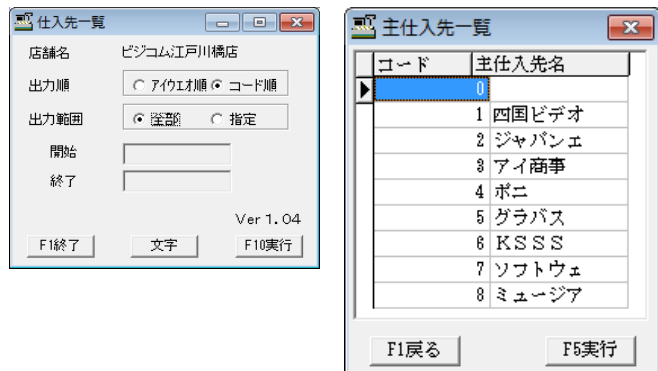 仕入先一覧
店舗名 ビジコム江戸川橋店
出力順 アイウエオ順 コード順
出力範囲 全部 指定
開始
終了
Ver 1.04
F1終了 文字 F10実行
主仕入先一覧
コード 主仕入先名
0
1 四国ビデオ
2 ジャパンエ
3 アイ商事
4 ポニ
5 グラバス
6 KSSS
7 ソフトウェ
8 ミュージア
F1戻る F5実行